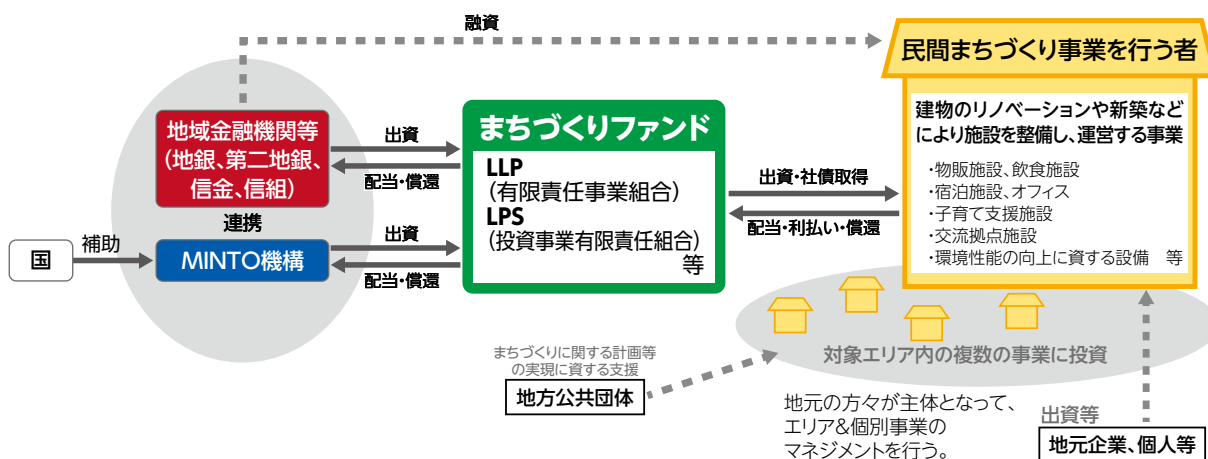 融資
民間まちづくり事業を行う者
建物のリノベーションや新築など
により施設を整備し、運営する事業
・物販施設、飲食施設
・宿泊施設、オフィス
・子育て支援施設
・交流拠点施設
・環境性能の向上に資する設備　等
地域金融機関等
(地銀、第二地銀、
信金、信組)
連携
MINTO機構
国
補助
出資
配当・償還
出資
配当・償還
まちづくりファンド
LLP
(有限責任事業組合)
LPS
(投資事業有限責任組合)
等
出資・社債取得
配当・利払い・償還
対象エリア内の複数の事業に投資
まちづくりに関する計画等
の実現に資する支援
地方公共団体
地元の方々が主体となって、
エリア&個別事業の
マネジメントを行う。
出資等
地元企業、個人等